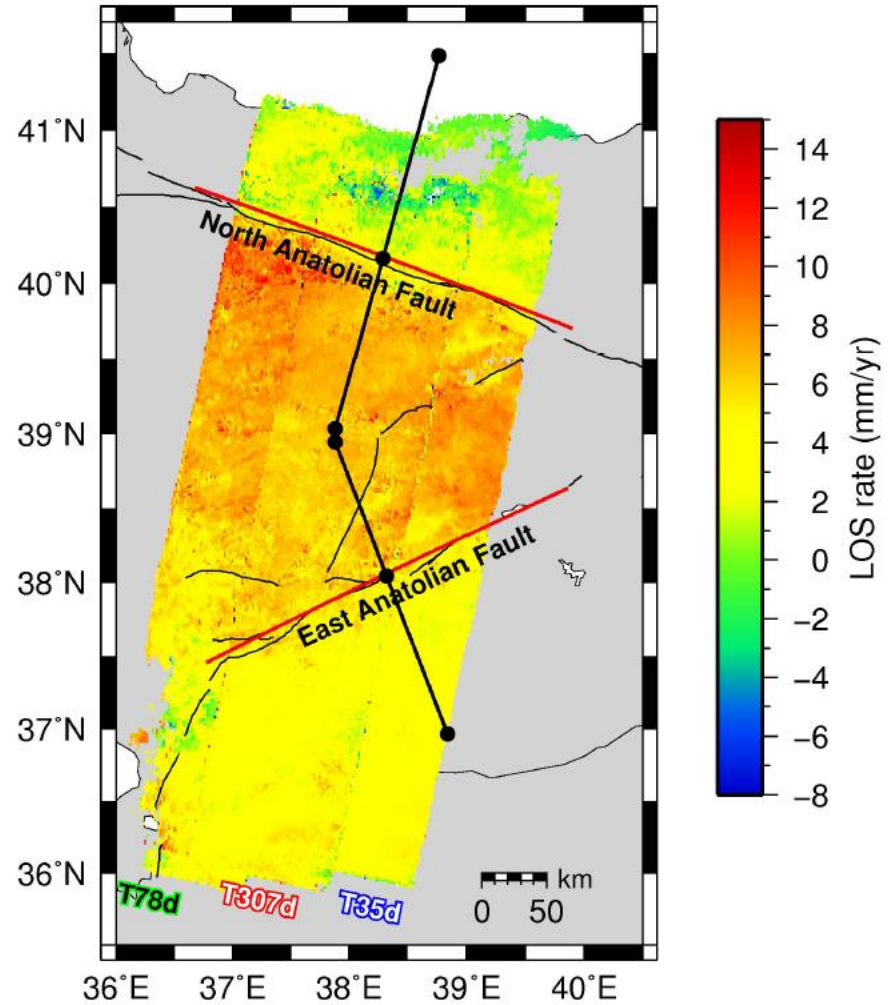 41°N
40°N
39°N
38°N
37°N
36°N
North Anatolian Fault
East Anatolian Fault
T78d
T307d
T35d
km
0 50
36°E 37°E 38°E 39°E 40°E
14
12
10
8
6
4
2
0
−2
−4
−6
−8
LOS rate (mm/yr)